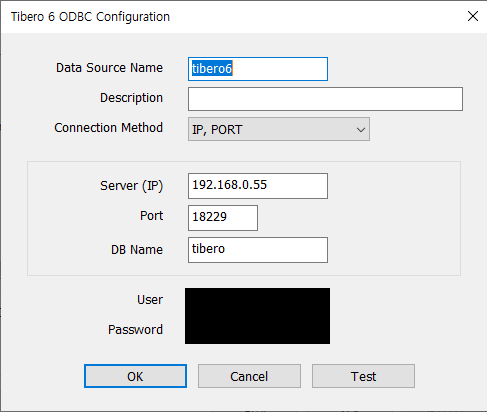 Tibero 6 ODBC Configuration
Data Source Name tibero6
Description
Connection Method IP, PORT
Server (IP) 192.168.0.55
Port 18229
DB Name tibero
User
Password
OK Cancel Test